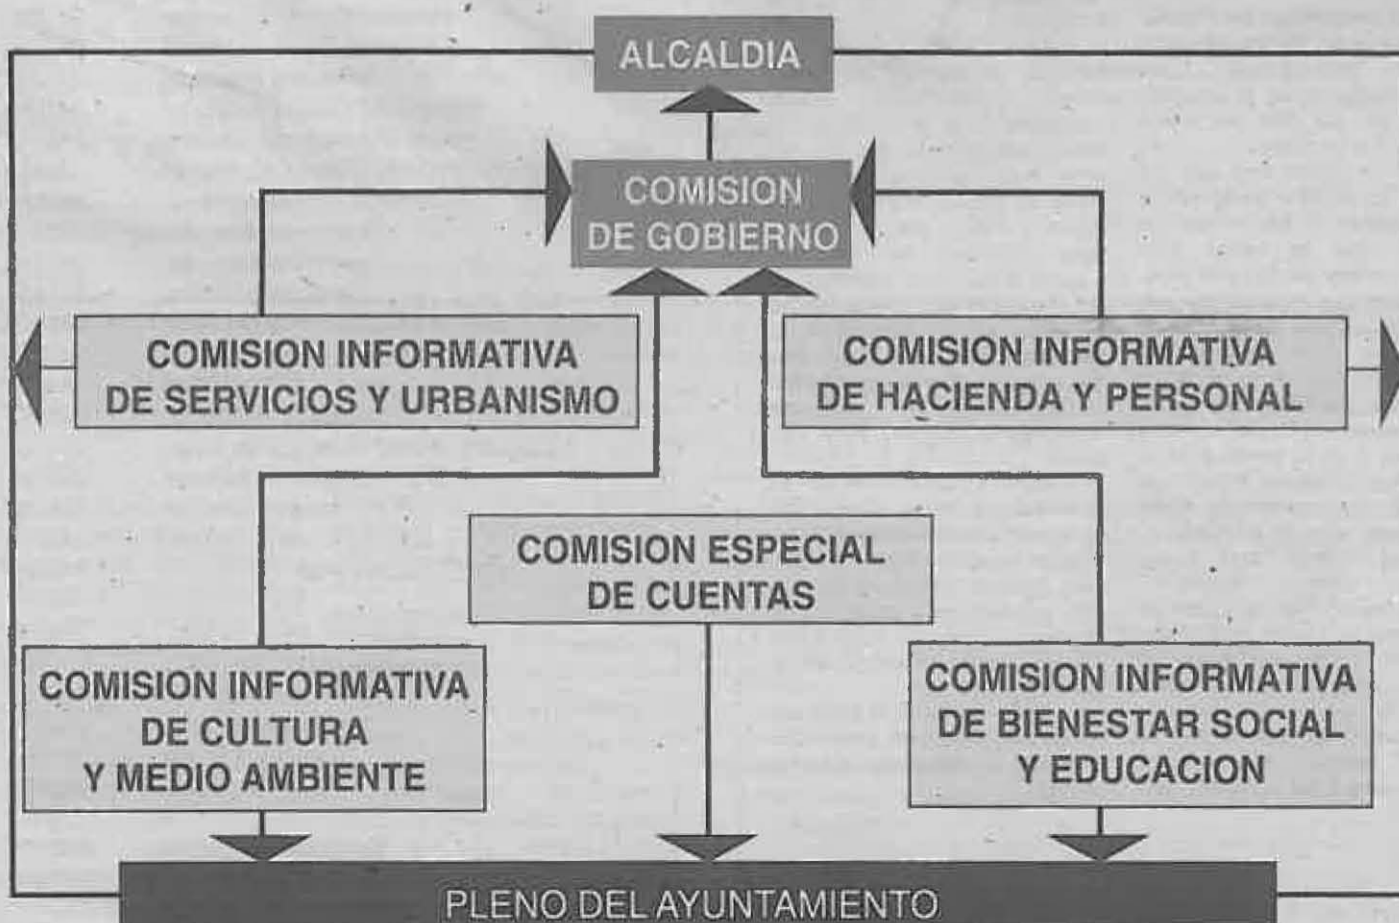 ALCALDIA
COMISION
DE GOBIERNO
COMISION INFORMATIVA
DE SERVICIOS Y URBANISMO
COMISION INFORMATIVA
DE HACIENDA Y PERSONAL
COMISION ESPECIAL
DE CUENTAS
COMISION INFORMATIVA
DE CULTURA
Y MEDIO AMBIENTE
COMISION INFORMATIVA
DE BIENESTAR SOCIAL
Y EDUCACION
PLENO DEL AYUNTAMIENTO